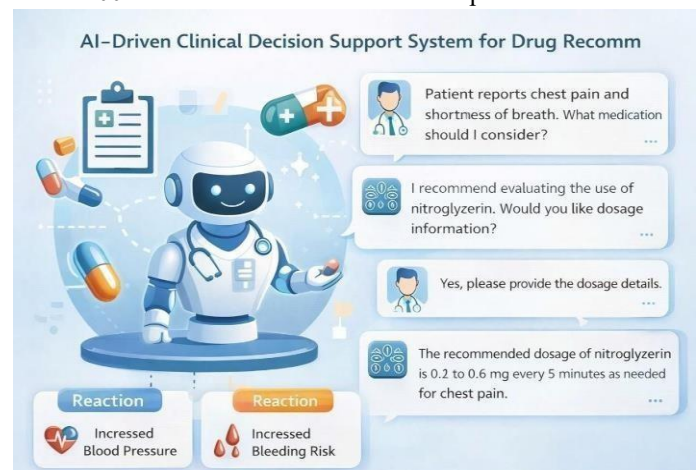 AI-Driven Clinical Decision Support System for Drug Recomm
Patient reports chest pain and
shortness of breath. What medication
should I consider?
I recommend evaluating the use of
nitroglyzerin. Would you like dosage
information?
Yes, please provide the dosage details.
The recommended dosage of nitroglyzerin
is 0.2 to 0.6 mg every 5 minutes as needed
for chest pain.
Reaction
Increased
Blood Pressure
Reaction
Increased
Bleeding Risk